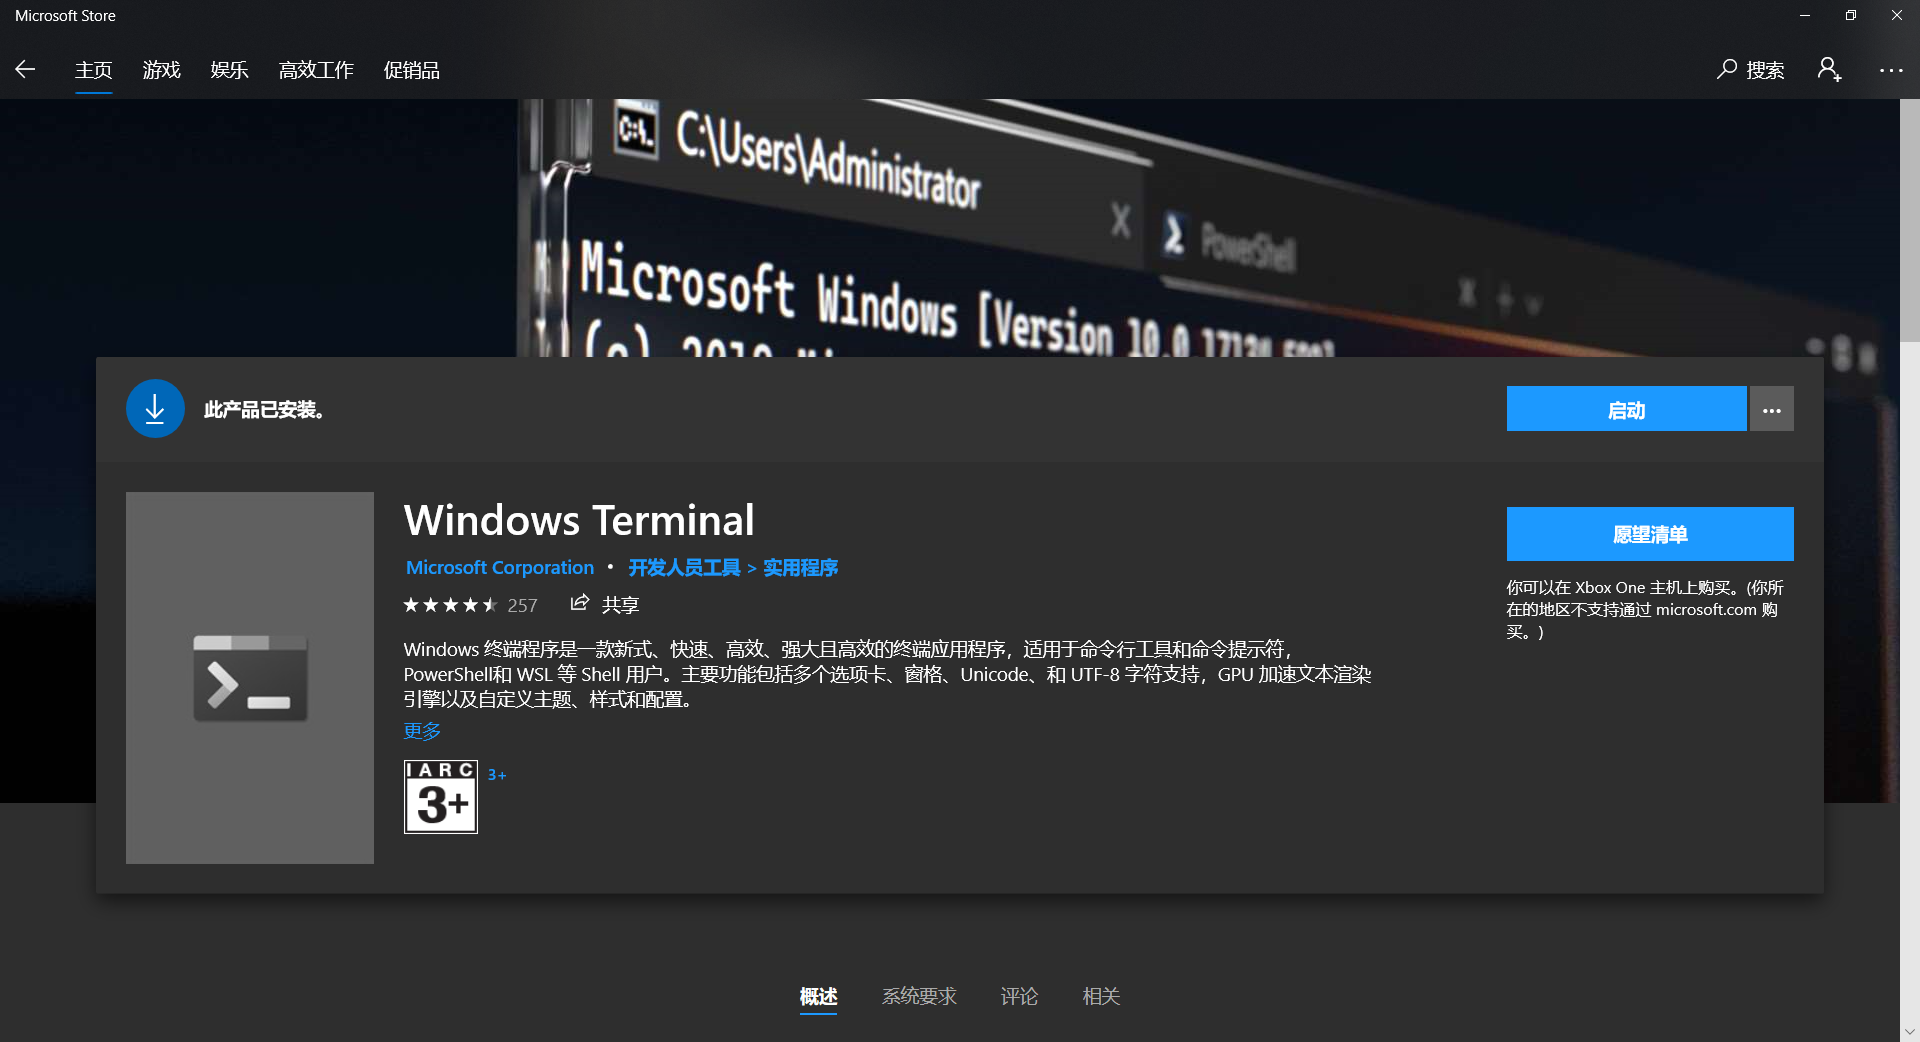 Microsoft Store
主页 游戏 娱乐 高效工作 促销品 搜索
C:\Users\Administrator X
PowerShell X + v
Microsoft Windows [Version 10.0.17134
此产品已安装。
启动 ...
Windows Terminal
Microsoft Corporation • 开发人员工具 > 实用程序
257 共享
Windows 终端程序是一款新式、快速、高效、强大且高效的终端应用程序，适用于命令行工具和命令提示符，
PowerShell和 WSL 等 Shell 用户。主要功能包括多个选项卡、窗格、Unicode、和 UTF-8 字符支持，GPU 加速文本渲染
引擎以及自定义主题、样式和配置。
更多
IARC
3+
3+
愿望清单
你可以在 Xbox One 主机上购买。(你所
在的地区不支持通过 microsoft.com 购
买。)
概述 系统要求 评论 相关